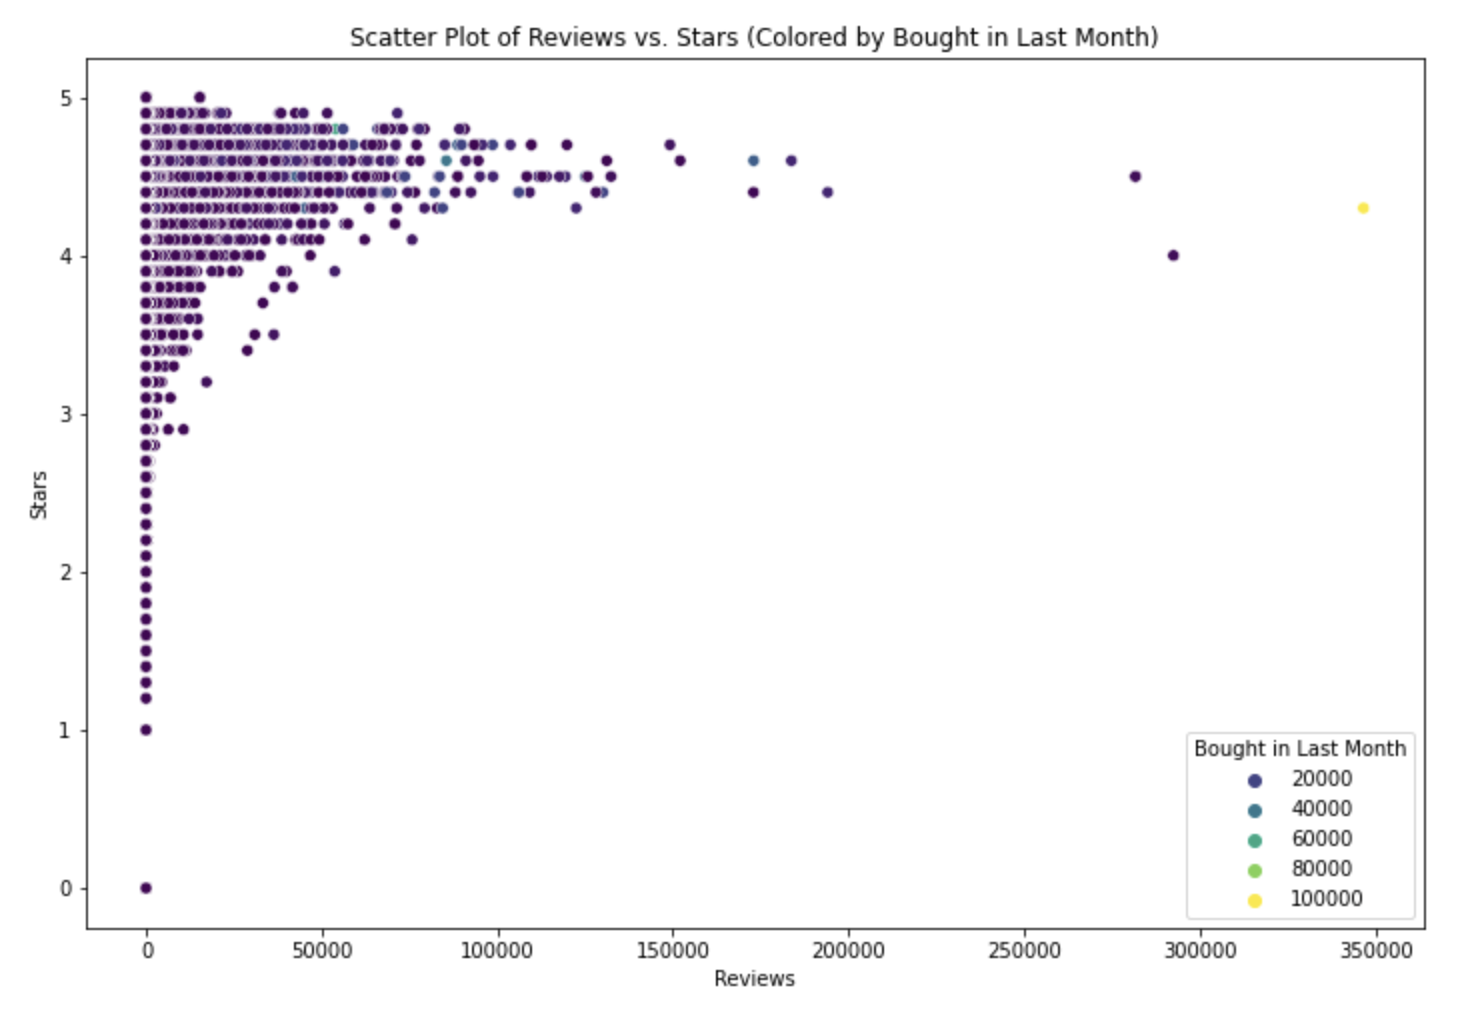 Scatter Plot of Reviews vs. Stars (Colored by Bought in Last Month)
5
4
3
2
1
0
Stars
0 50000 100000 150000 200000 250000 300000 350000
Reviews
Bought in Last Month
20000
40000
60000
80000
100000